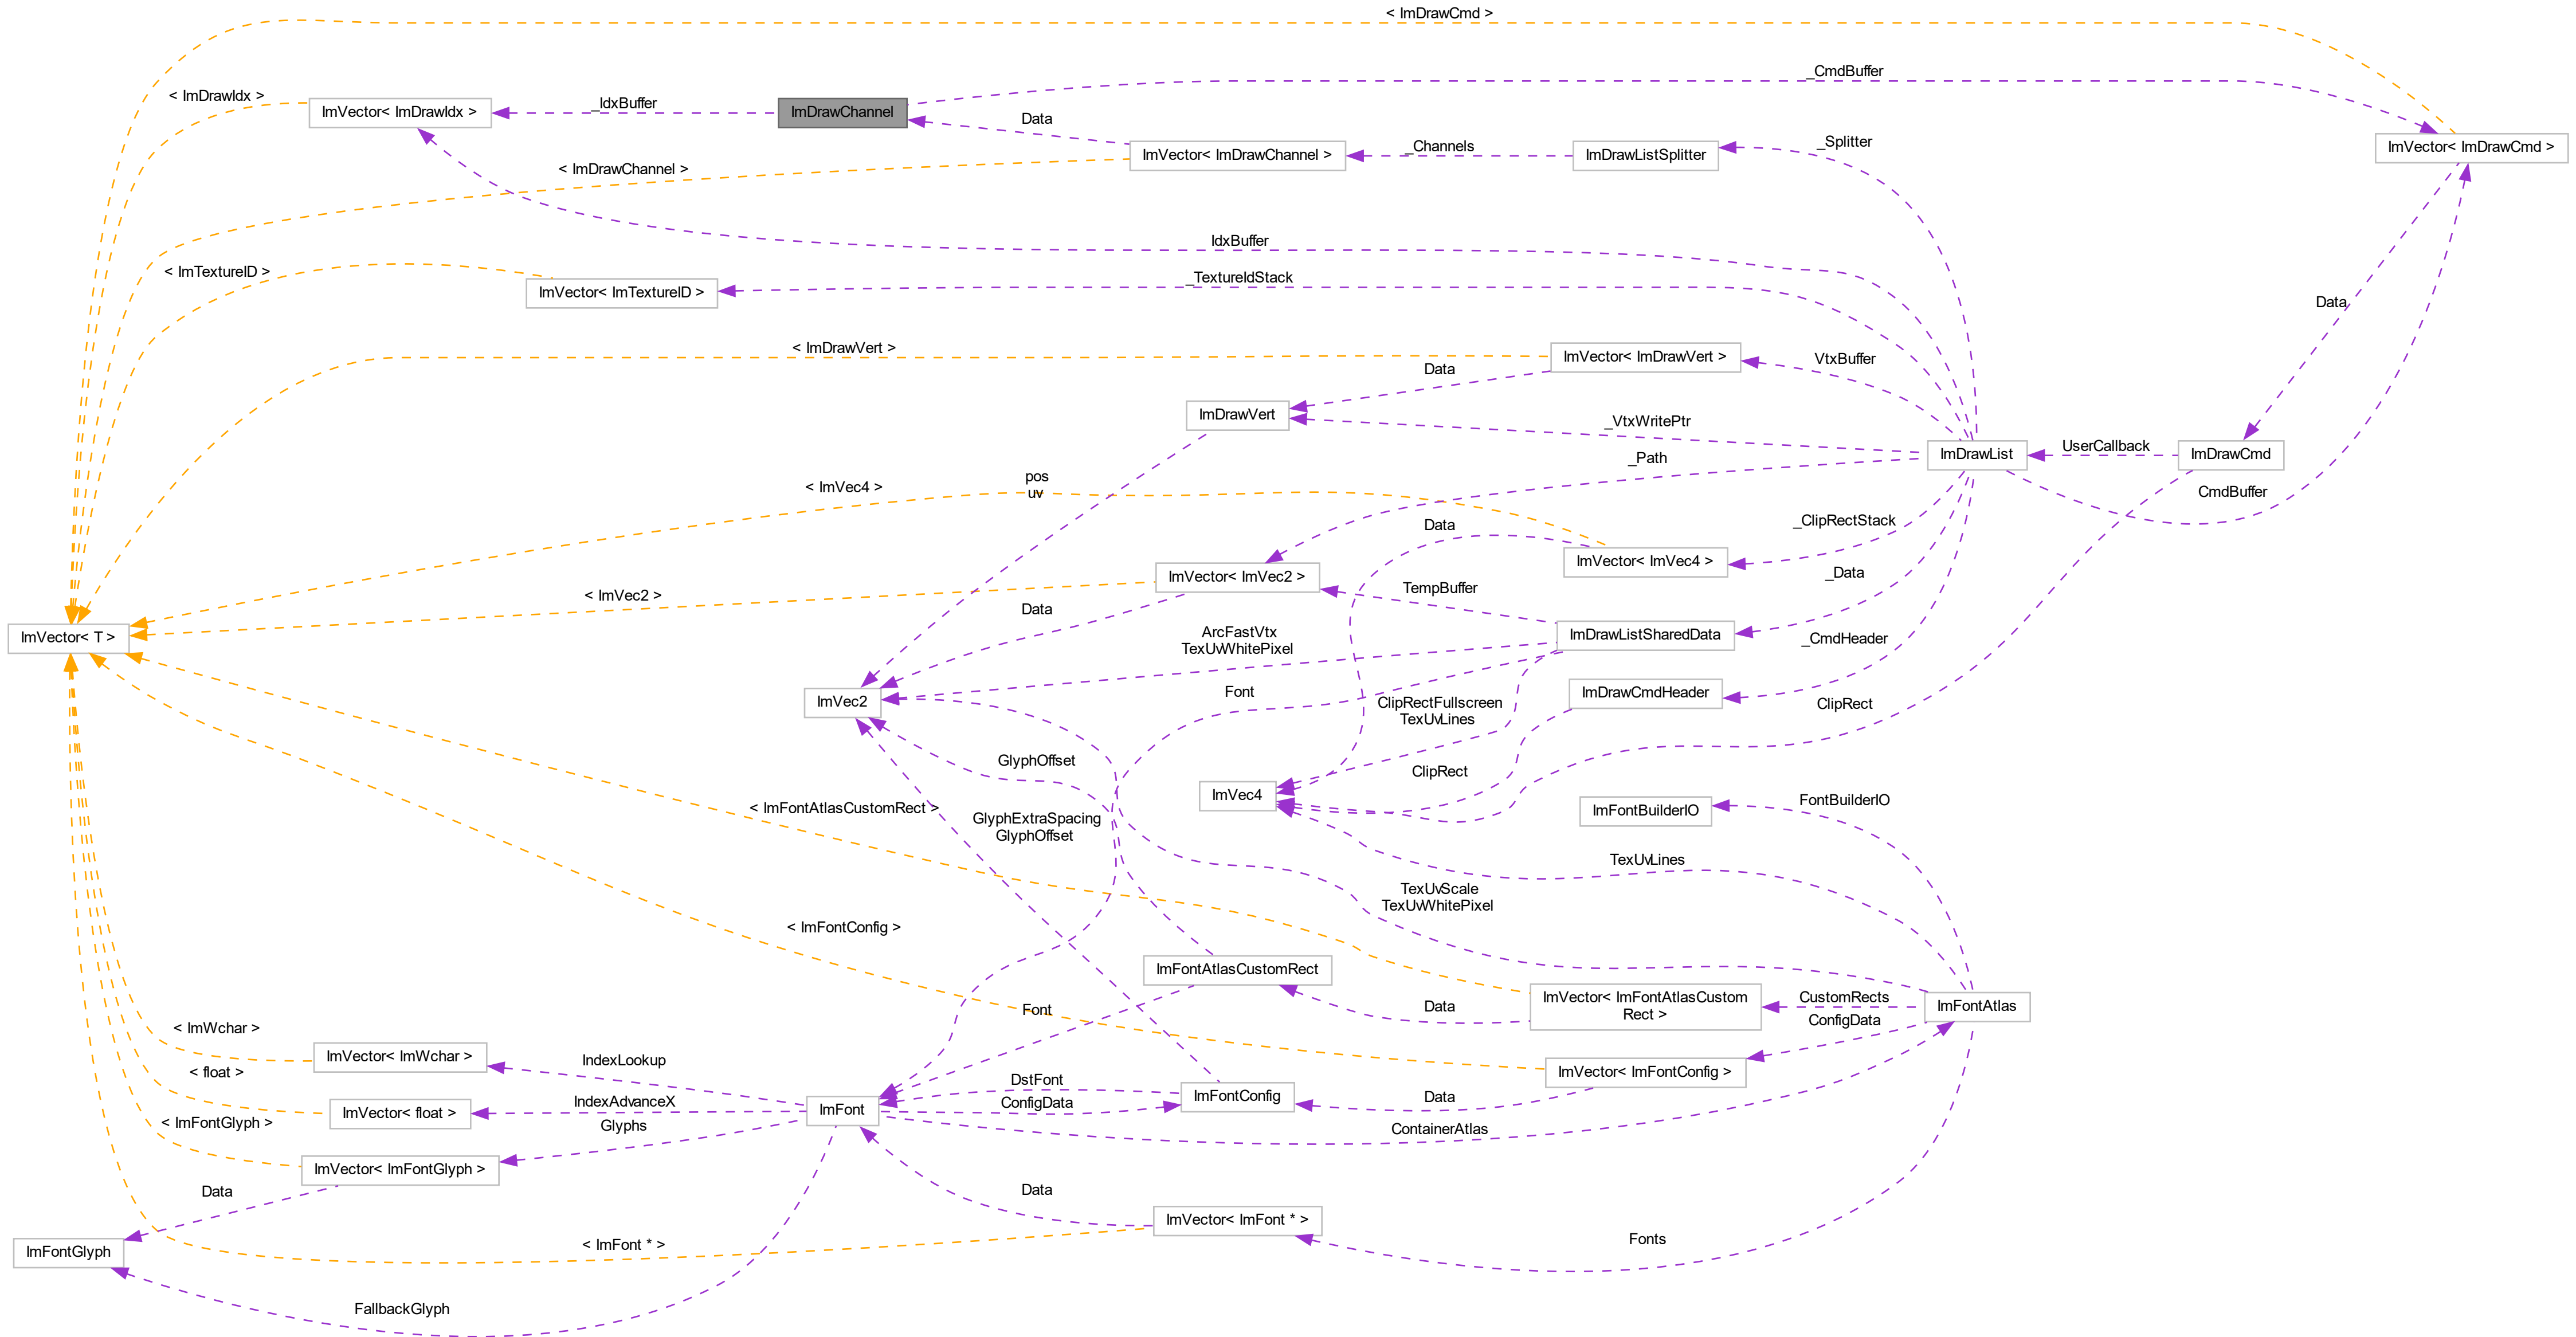 < ImDrawCmd >
_CmdBuffer
< ImDrawIdx >
ImVector< ImDrawIdx >
_IdxBuffer
ImDrawChannel
Data
ImVector< ImDrawChannel >
_Channels
ImDrawListSplitter
_Splitter
ImVector< ImDrawCmd >
< ImDrawChannel >
IdxBuffer
< ImTextureID >
ImVector< ImTextureID >
_TextureIdStack
Data
< ImDrawVert >
ImVector< ImDrawVert >
VtxBuffer
Data
ImDrawVert
_VtxWritePtr
_Path
ImDrawList
UserCallback
ImDrawCmd
pos
uv
< ImVec4 >
CmdBuffer
_ClipRectStack
Data
ImVector< ImVec4 >
ImVector< ImVec2 >
_Data
TempBuffer
< ImVec2 >
Data
ImVector< T >
ArcFastVtx
TexUvWhitePixel
ImDrawListSharedData
_CmdHeader
ImVec2
Font
ImDrawCmdHeader
ClipRectFullscreen
TexUvLines
ClipRect
GlyphOffset
ClipRect
ImVec4
< ImFontAtlasCustomRect >
GlyphExtraSpacing
GlyphOffset
ImFontBuilderIO
FontBuilderIO
TexUvLines
TexUvScale
TexUvWhitePixel
< ImFontConfig >
ImFontAtlasCustomRect
ImVector< ImFontAtlasCustom
Rect >
CustomRects
ImFontAtlas
Font
Data
ConfigData
< ImWchar >
ImVector< ImWchar >
IndexLookup
< float >
ImVector< float >
IndexAdvanceX
ImFont
DstFont
ConfigData
ImFontConfig
Data
ImVector< ImFontConfig >
< ImFontGlyph >
Glyphs
ContainerAtlas
ImVector< ImFontGlyph >
Data
Data
ImVector< ImFont * >
ImFontGlyph
< ImFont * >
Fonts
FallbackGlyph